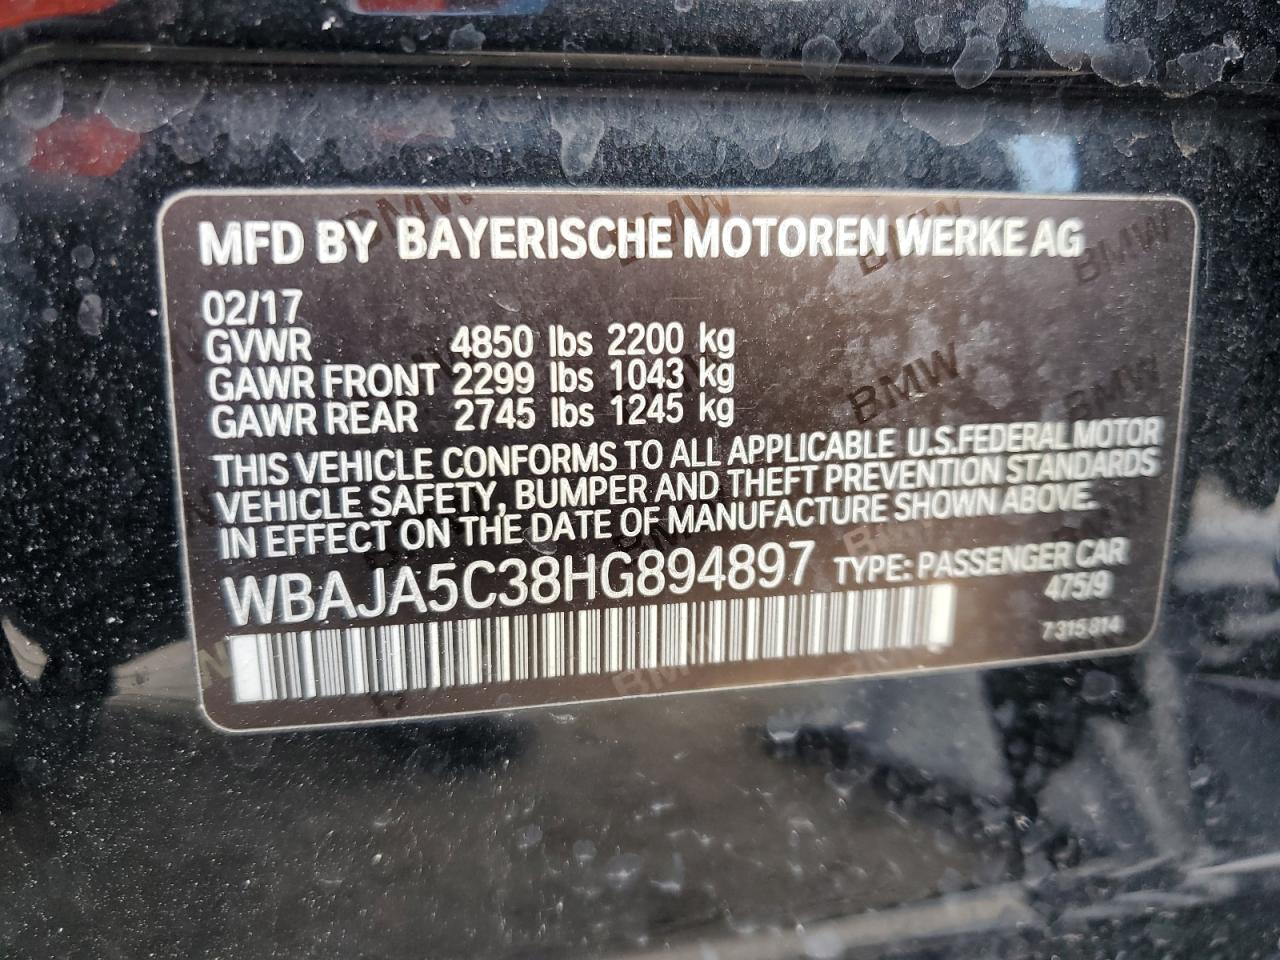 MFD BY BAYERISCHE MOTOREN WERKE AG
02/17
GVWR 4850 lbs 2200 kg
GAWR FRONT 2299 lbs 1043 kg
GAWR REAR 2745 lbs 1245 kg
THIS VEHICLE CONFORMS TO ALL APPLICABLE U.S.FEDERAL MOTOR
VEHICLE SAFETY, BUMPER AND THEFT PREVENTION STANDARDS
IN EFFECT ON THE DATE OF MANUFACTURE SHOWN ABOVE.
WBAJA5C38HG894897 TYPE: PASSENGER CAR
475/9
7 315 814